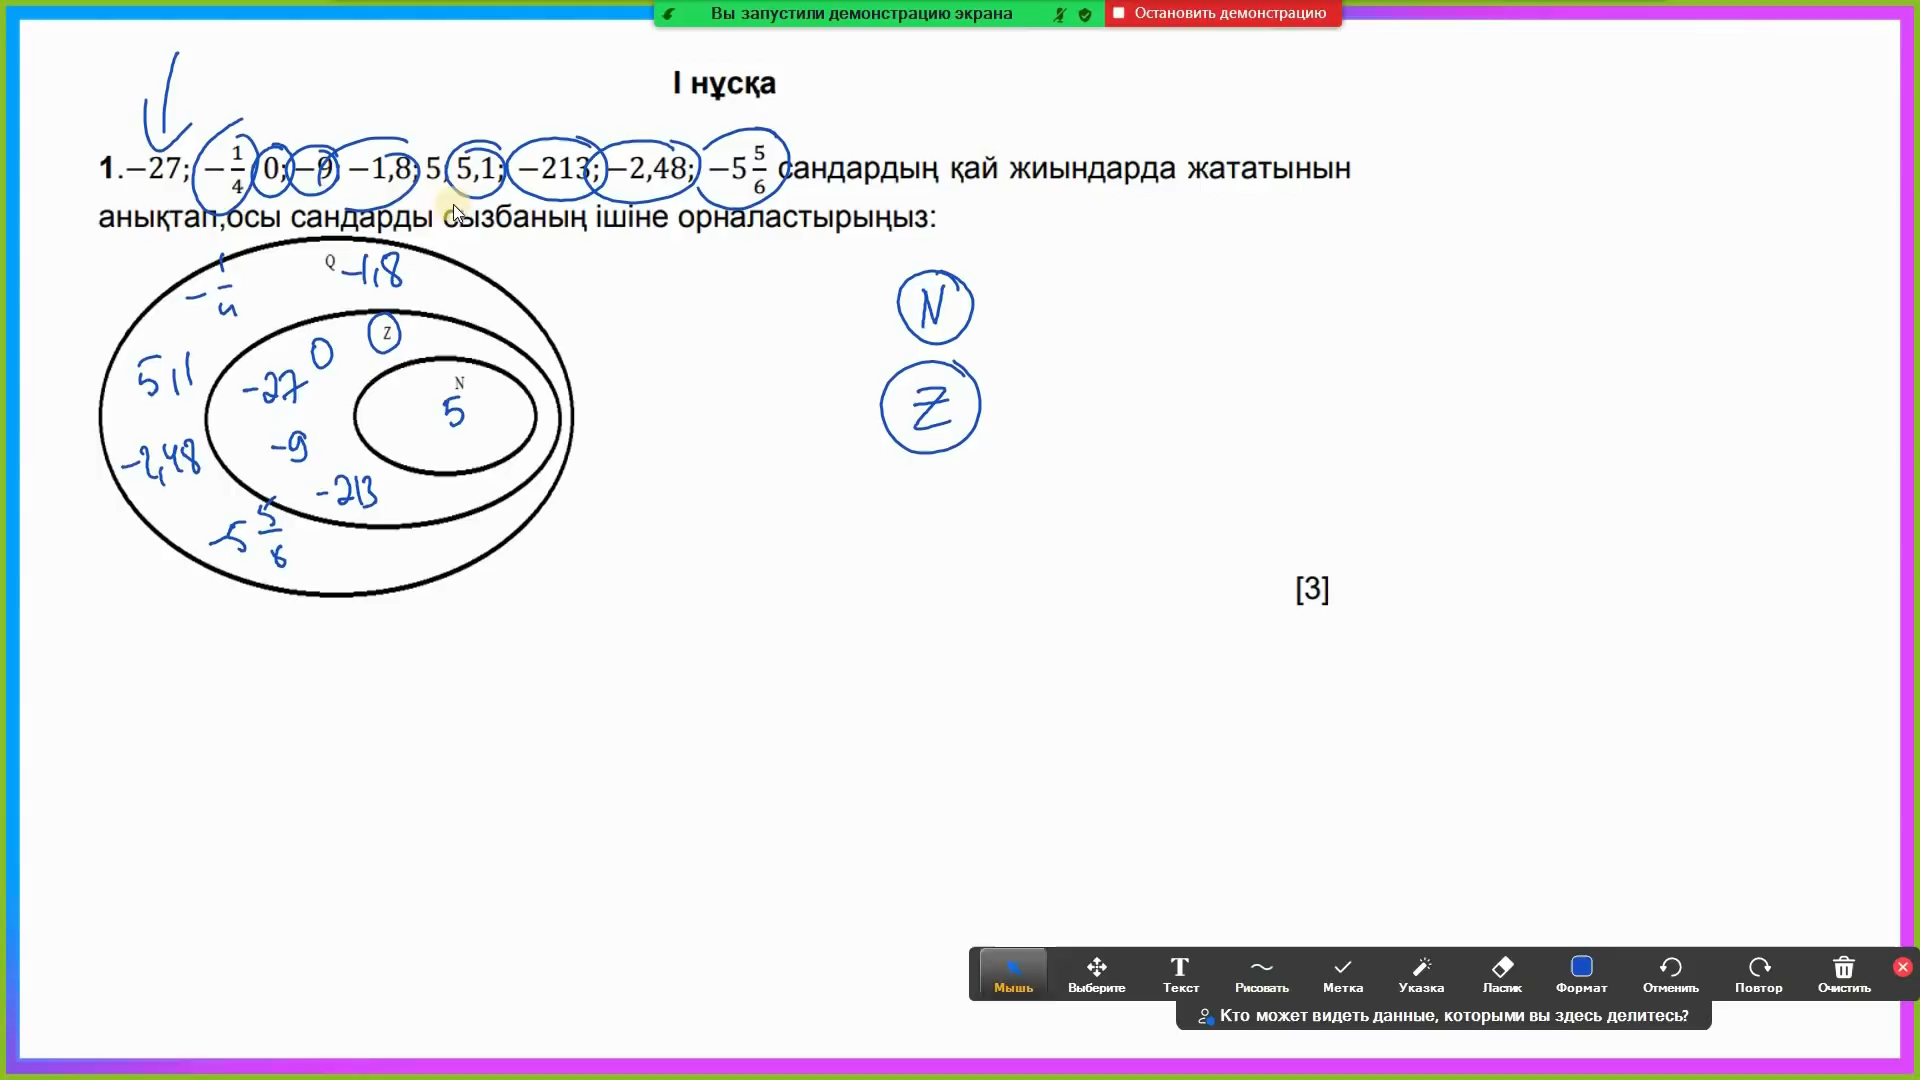 Вы запустили демонстрацию экрана
Остановить демонстрацию
І нұсқа
1.−27; −1/4 0; −9; −1,8; 5, 5,1; −213; −2,48; −5 5/6 сандардың қай жиындарда жататынын
анықтап,осы сандарды сызбаның ішіне орналастырыңыз:
Q −1,8
−1/4
Z
0
5,1
−27
N
5
−9
−2,48
−213
−5 5/6
N
Z
[3]
Мышь Выберите Текст Рисовать Метка Указка Ластик Формат Отменить Повтор Очистить
Кто может видеть данные, которыми вы здесь делитесь?